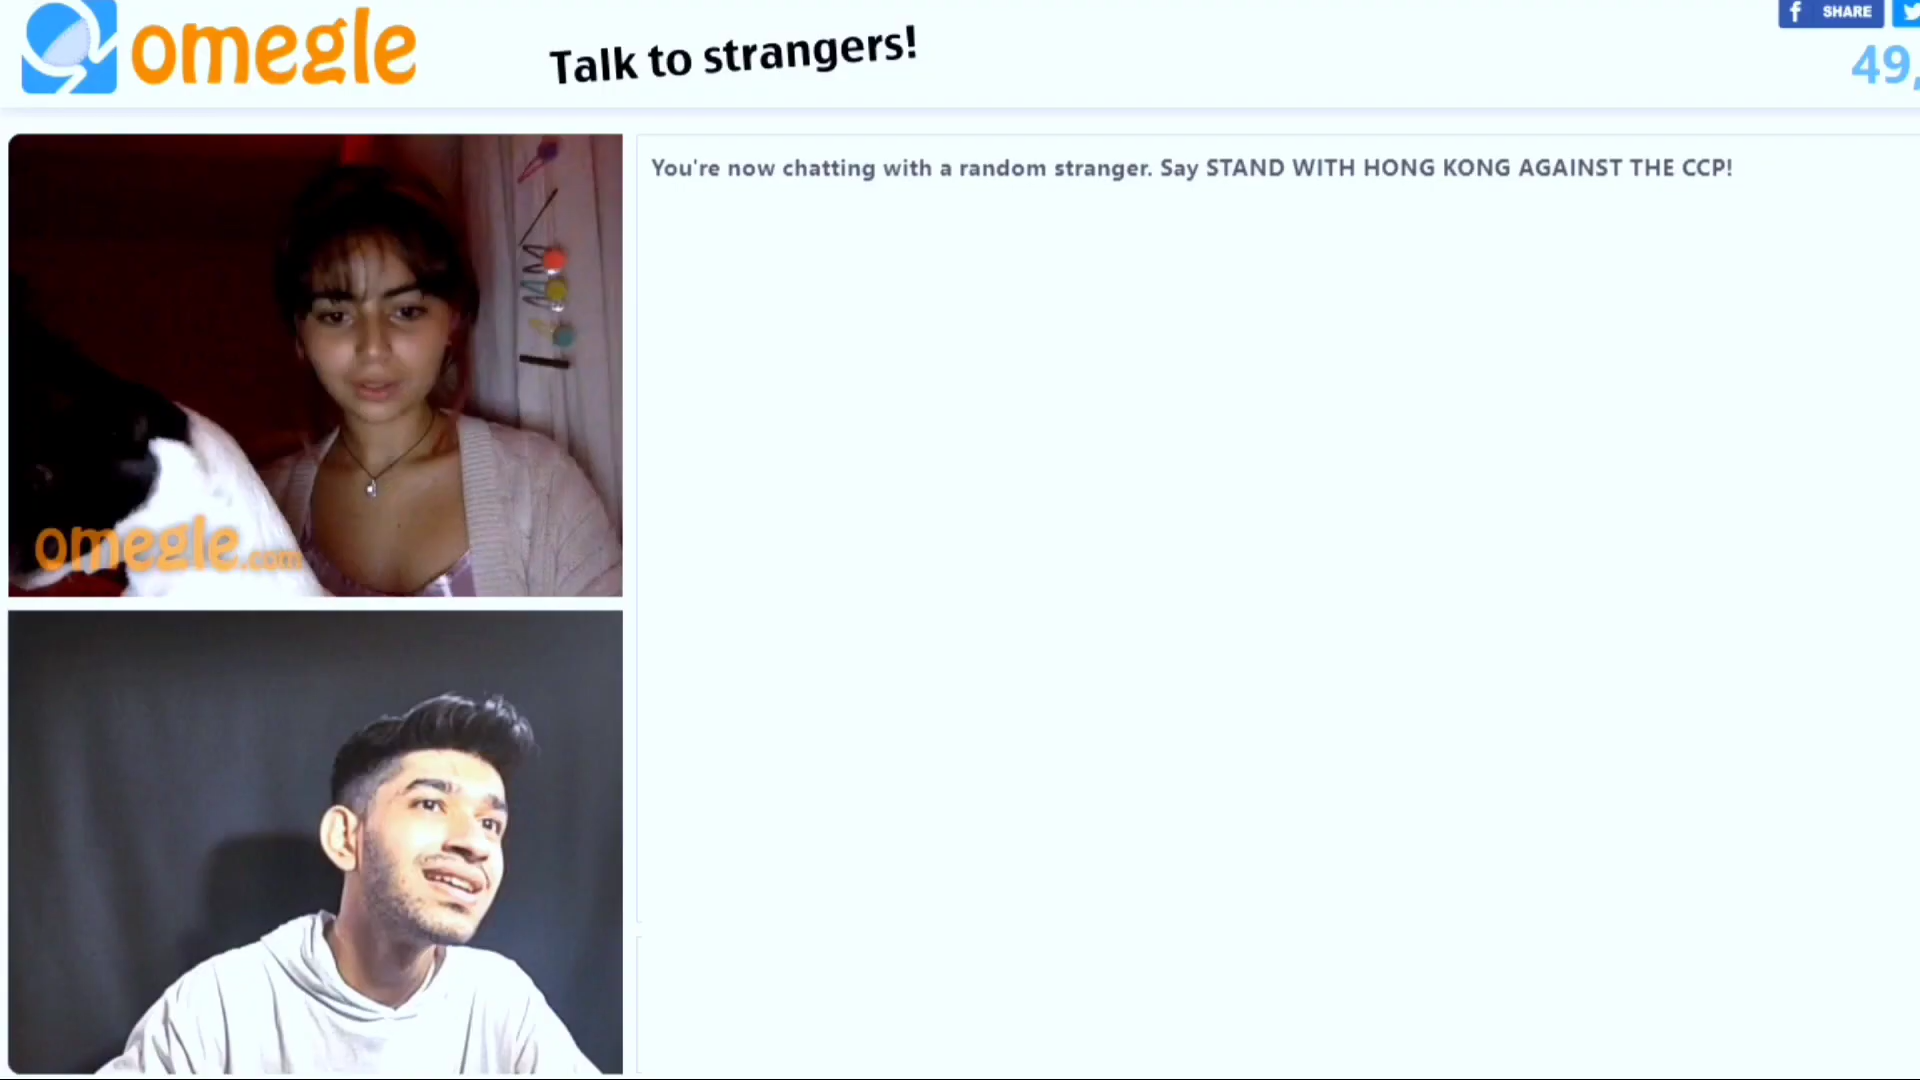 omegle
Talk to strangers!
f SHARE
49,
You're now chatting with a random stranger. Say STAND WITH HONG KONG AGAINST THE CCP!
omegle.com